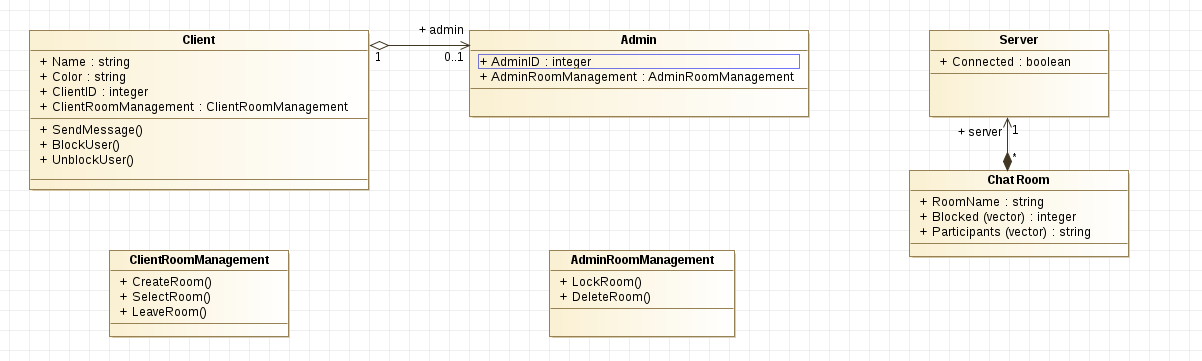 Client
+ Name : string
+ Color : string
+ ClientID : integer
+ ClientRoomManagement : ClientRoomManagement
+ SendMessage()
+ BlockUser()
+ UnblockUser()
+ admin
1
0..1
Admin
+ AdminID : integer
+ AdminRoomManagement : AdminRoomManagement
Server
+ Connected : boolean
+ server
1
*
Chat Room
+ RoomName : string
+ Blocked (vector) : integer
+ Participants (vector) : string
ClientRoomManagement
+ CreateRoom()
+ SelectRoom()
+ LeaveRoom()
AdminRoomManagement
+ LockRoom()
+ DeleteRoom()